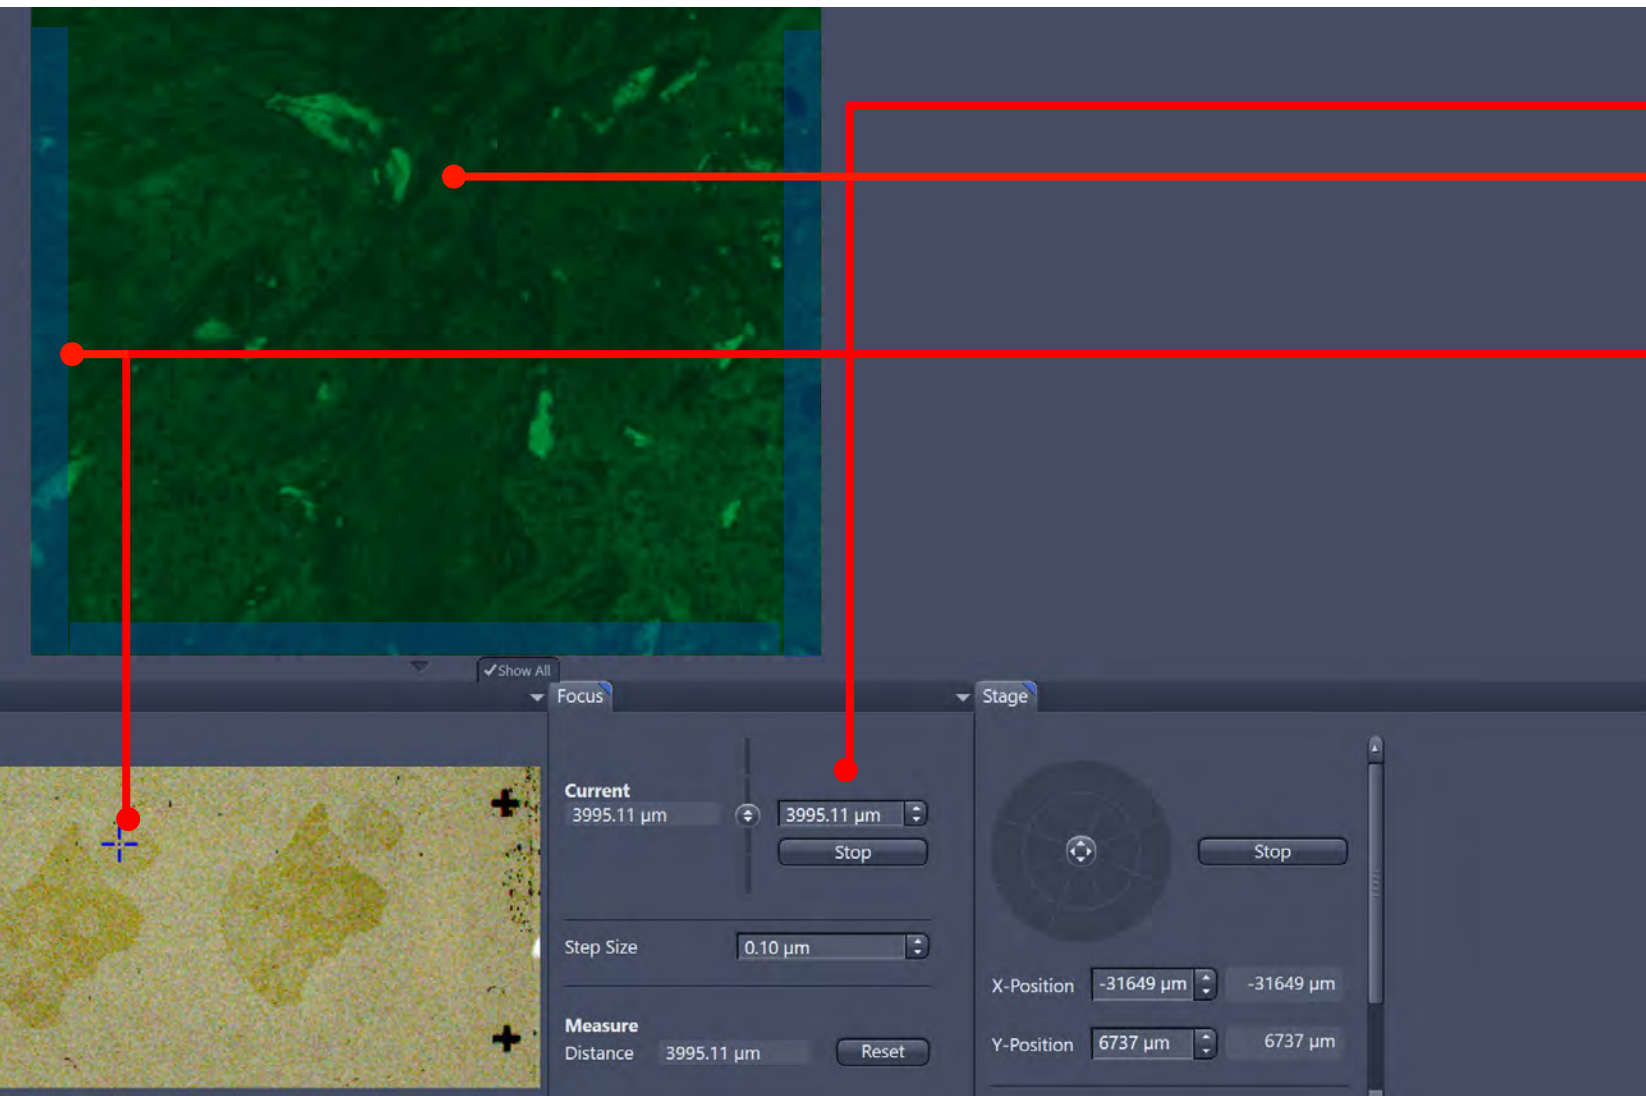 ✓Show All
Focus
Stage
Current
3995.11 µm
3995.11 µm
Stop
Stop
Step Size
0.10 µm
X-Position
-31649 µm
-31649 µm
Measure
Distance
3995.11 µm
Reset
Y-Position
6737 µm
6737 µm